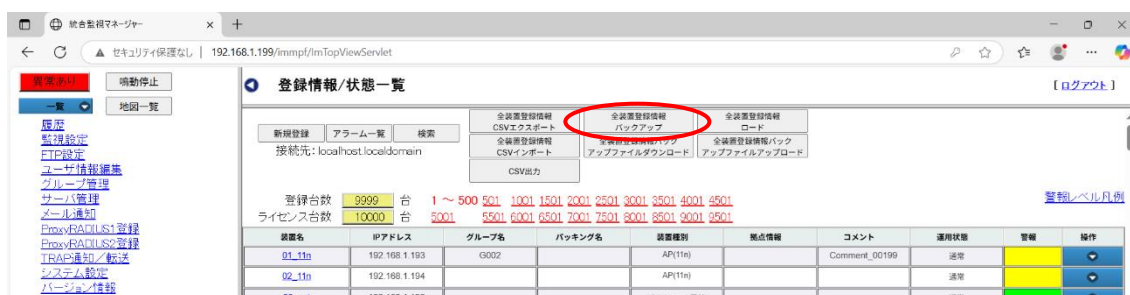 統合監視マネージャー
セキュリティ保護なし | 192.168.1.199/immpf/ImTopViewServlet
異常あり 鳴動停止
一覧 地図一覧
履歴
監視設定
FTP設定
ユーザ情報編集
グループ管理
サーバ管理
メール通知
ProxyRADIUS1登録
ProxyRADIUS2登録
TRAP通知/転送
システム設定
バージョン情報
登録情報/状態一覧
[ログアウト]
新規登録 アラーム一覧 検索
接続先:localhost.localdomain
全装置登録情報
CSVエクスポート
全装置登録情報
バックアップ
全装置登録情報
ロード
全装置登録情報
CSVインポート
全装置登録情報バック
アップファイルダウンロード
全装置登録情報バック
アップファイルアップロード
CSV出力
登録台数 9999 台 1 ~ 500 501 1001 1501 2001 2501 3001 3501 4001 4501
警報レベル凡例
ライセンス台数 10000 台 5001 5501 6001 6501 7001 7501 8001 8501 9001 9501
装置名 IPアドレス グループ名 パッキング名 装置種別 拠点情報 コメント 運用状態 警報 操作
01_11n 192.168.1.193 G002 AP(11n) Comment_00199 通常
02_11n 192.168.1.194 AP(11n) 通常